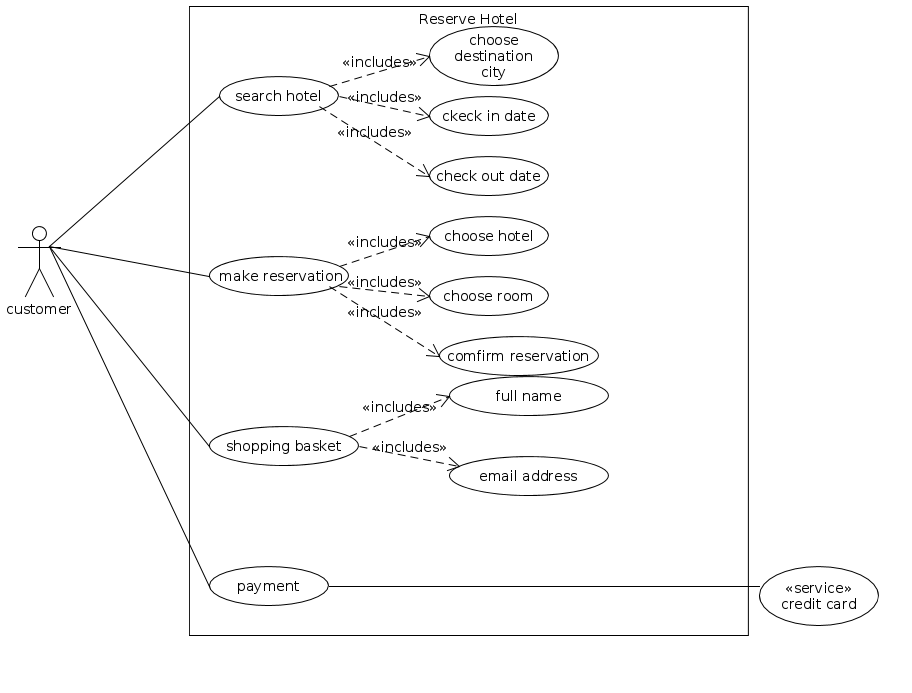 Reserve Hotel
choose
destination
city
«includes»
search hotel
«includes»
ckeck in date
«includes»
check out date
choose hotel
«includes»
make reservation
«includes»
choose room
«includes»
customer
comfirm reservation
full name
«includes»
shopping basket
«includes»
email address
payment
«service»
credit card